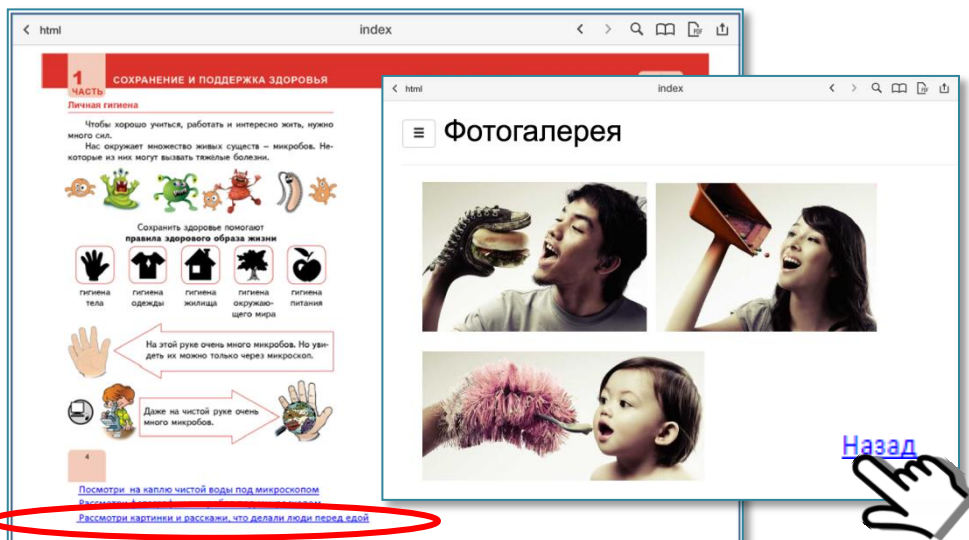 html
index
PDF
1
ЧАСТЬ
СОХРАНЕНИЕ И ПОДДЕРЖКА ЗДОРОВЬЯ
Личная гигиена
Чтобы хорошо учиться, работать и интересно жить, нужно
много сил.
Нас окружает множество живых существ – микробов. Не-
которые из них могут вызвать тяжёлые болезни.
Сохранить здоровье помогают
правила здорового образа жизни
гигиена тела
гигиена одежды
гигиена жилища
гигиена окружаю-
щего мира
гигиена питания
На этой руке очень много микробов. Но уви-
деть их можно только через микроскоп.
Даже на чистой руке очень
много микробов.
4
Посмотри на каплю чистой воды под микроскопом
Рассмотри картинки и расскажи, что делали люди перед едой
html
index
Фотогалерея
Назад